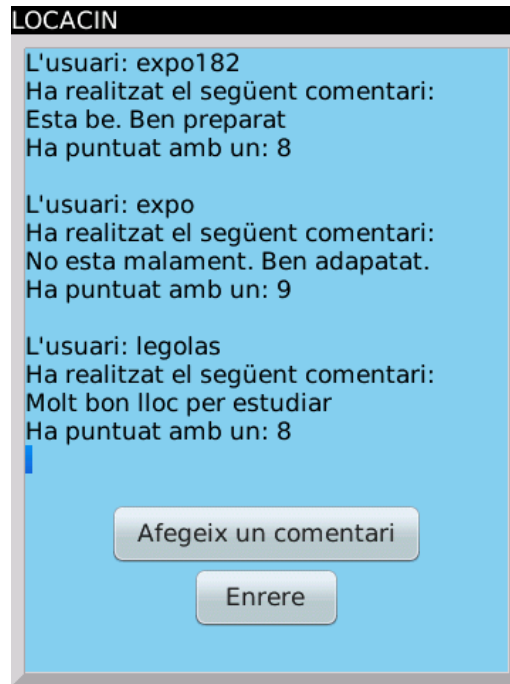 LOCACIN
L'usuari: expo182
Ha realitzat el següent comentari:
Esta be. Ben preparat
Ha puntuat amb un: 8
L'usuari: expo
Ha realitzat el següent comentari:
No esta malament. Ben adapatat.
Ha puntuat amb un: 9
L'usuari: legolas
Ha realitzat el següent comentari:
Molt bon lloc per estudiar
Ha puntuat amb un: 8
Afegeix un comentari
Enrere